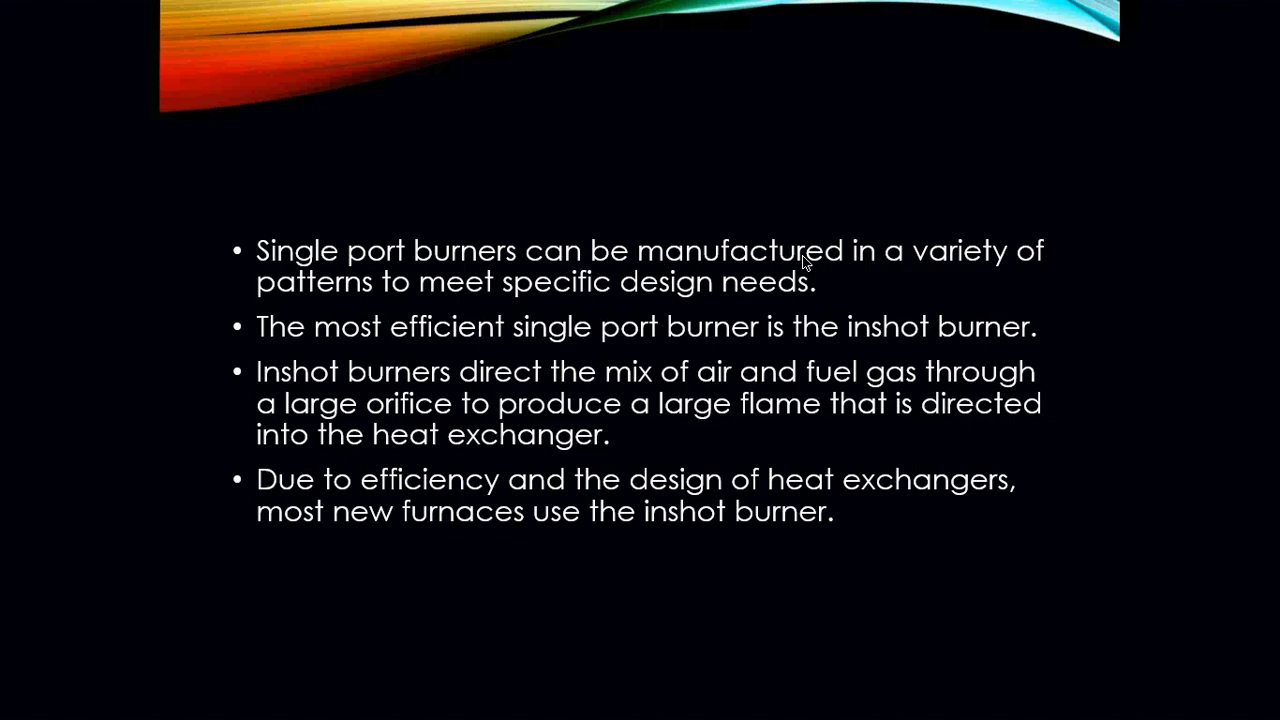 • Single port burners can be manufactured in a variety of
patterns to meet specific design needs.
• The most efficient single port burner is the inshot burner.
• Inshot burners direct the mix of air and fuel gas through
a large orifice to produce a large flame that is directed
into the heat exchanger.
• Due to efficiency and the design of heat exchangers,
most new furnaces use the inshot burner.